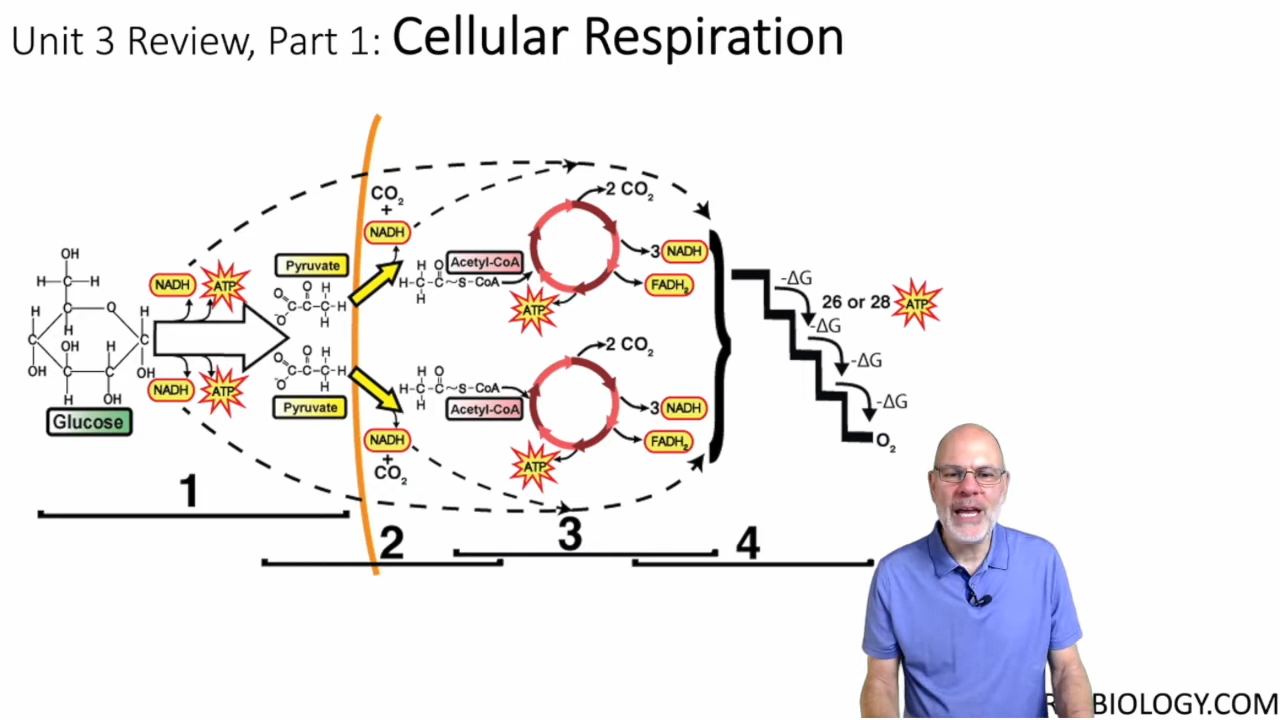 Unit 3 Review, Part 1: Cellular Respiration
OH
H
C
H
H
C
O
H
H
C
OH
H
C
OH
C
H
C
H
OH
OH
Glucose
NADH
ATP
NADH
ATP
Pyruvate
O
O
H
O⁻
C
C
C
H
H
O
O
H
O⁻
C
C
C
H
H
Pyruvate
CO₂
+
NADH
H
O
H-C-C~S-CoA
H
Acetyl-CoA
2 CO₂
3 NADH
FADH₂
ATP
H
O
H-C-C~S-CoA
H
Acetyl-CoA
NADH
+
CO₂
2 CO₂
3 NADH
FADH₂
ATP
-ΔG
26 or 28 ATP
-ΔG
-ΔG
-ΔG
O₂
1
2
3
4
BIOLOGY.COM